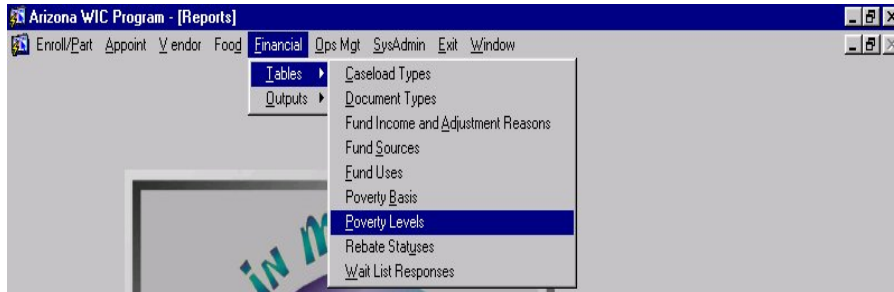 Arizona WIC Program - [Reports]
Enroll/Part Appoint Vendor Food Financial Ops Mgt SysAdmin Exit Window
Tables
Outputs
Caseload Types
Document Types
Fund Income and Adjustment Reasons
Fund Sources
Fund Uses
Poverty Basis
Poverty Levels
Rebate Statuses
Wait List Responses
in m